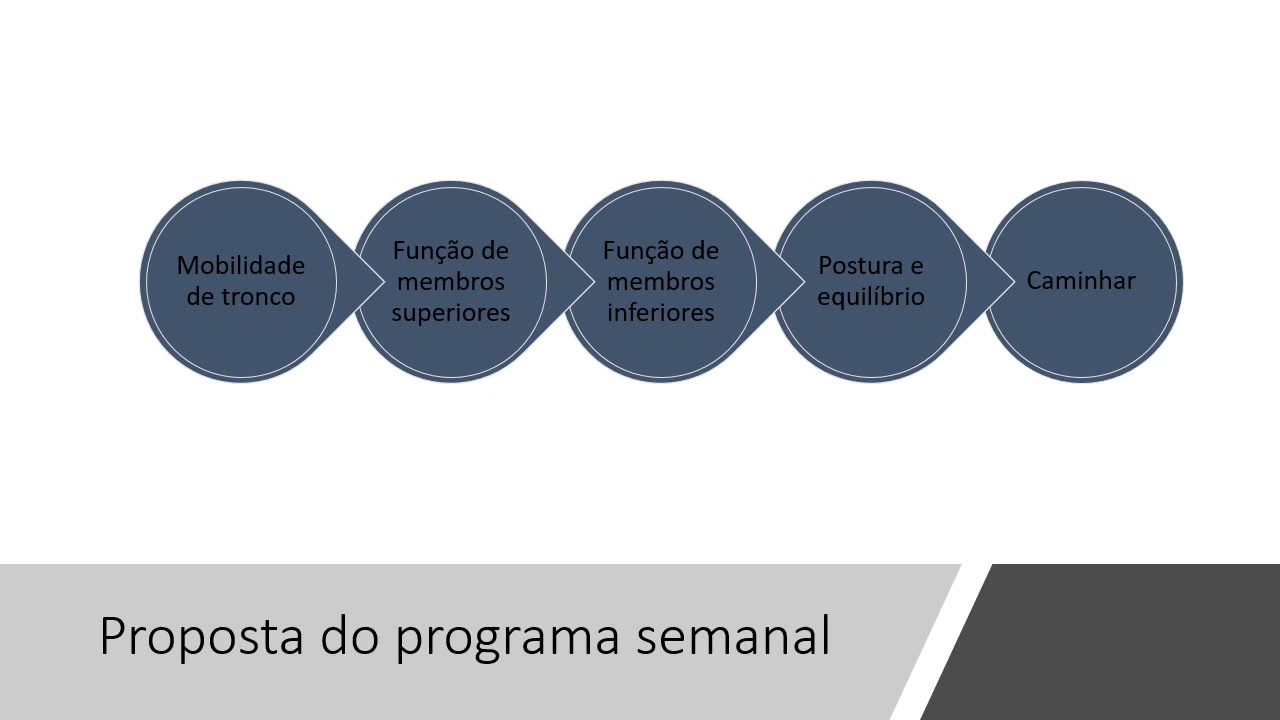 Mobilidade
de tronco
Função de
membros
superiores
Função de
membros
inferiores
Postura e
equilíbrio
Caminhar
Proposta do programa semanal